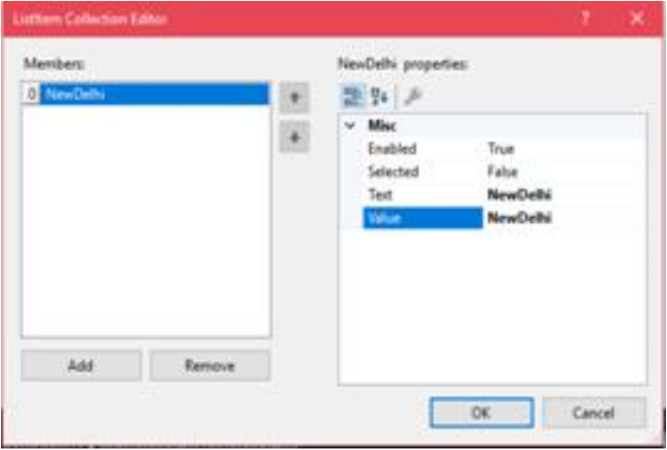 ListItem Collection Editor
? ×
Members:
NewDelhi properties:
0 NewDelhi
Misc
Enabled True
Selected False
Text NewDelhi
Value NewDelhi
Add Remove
OK Cancel